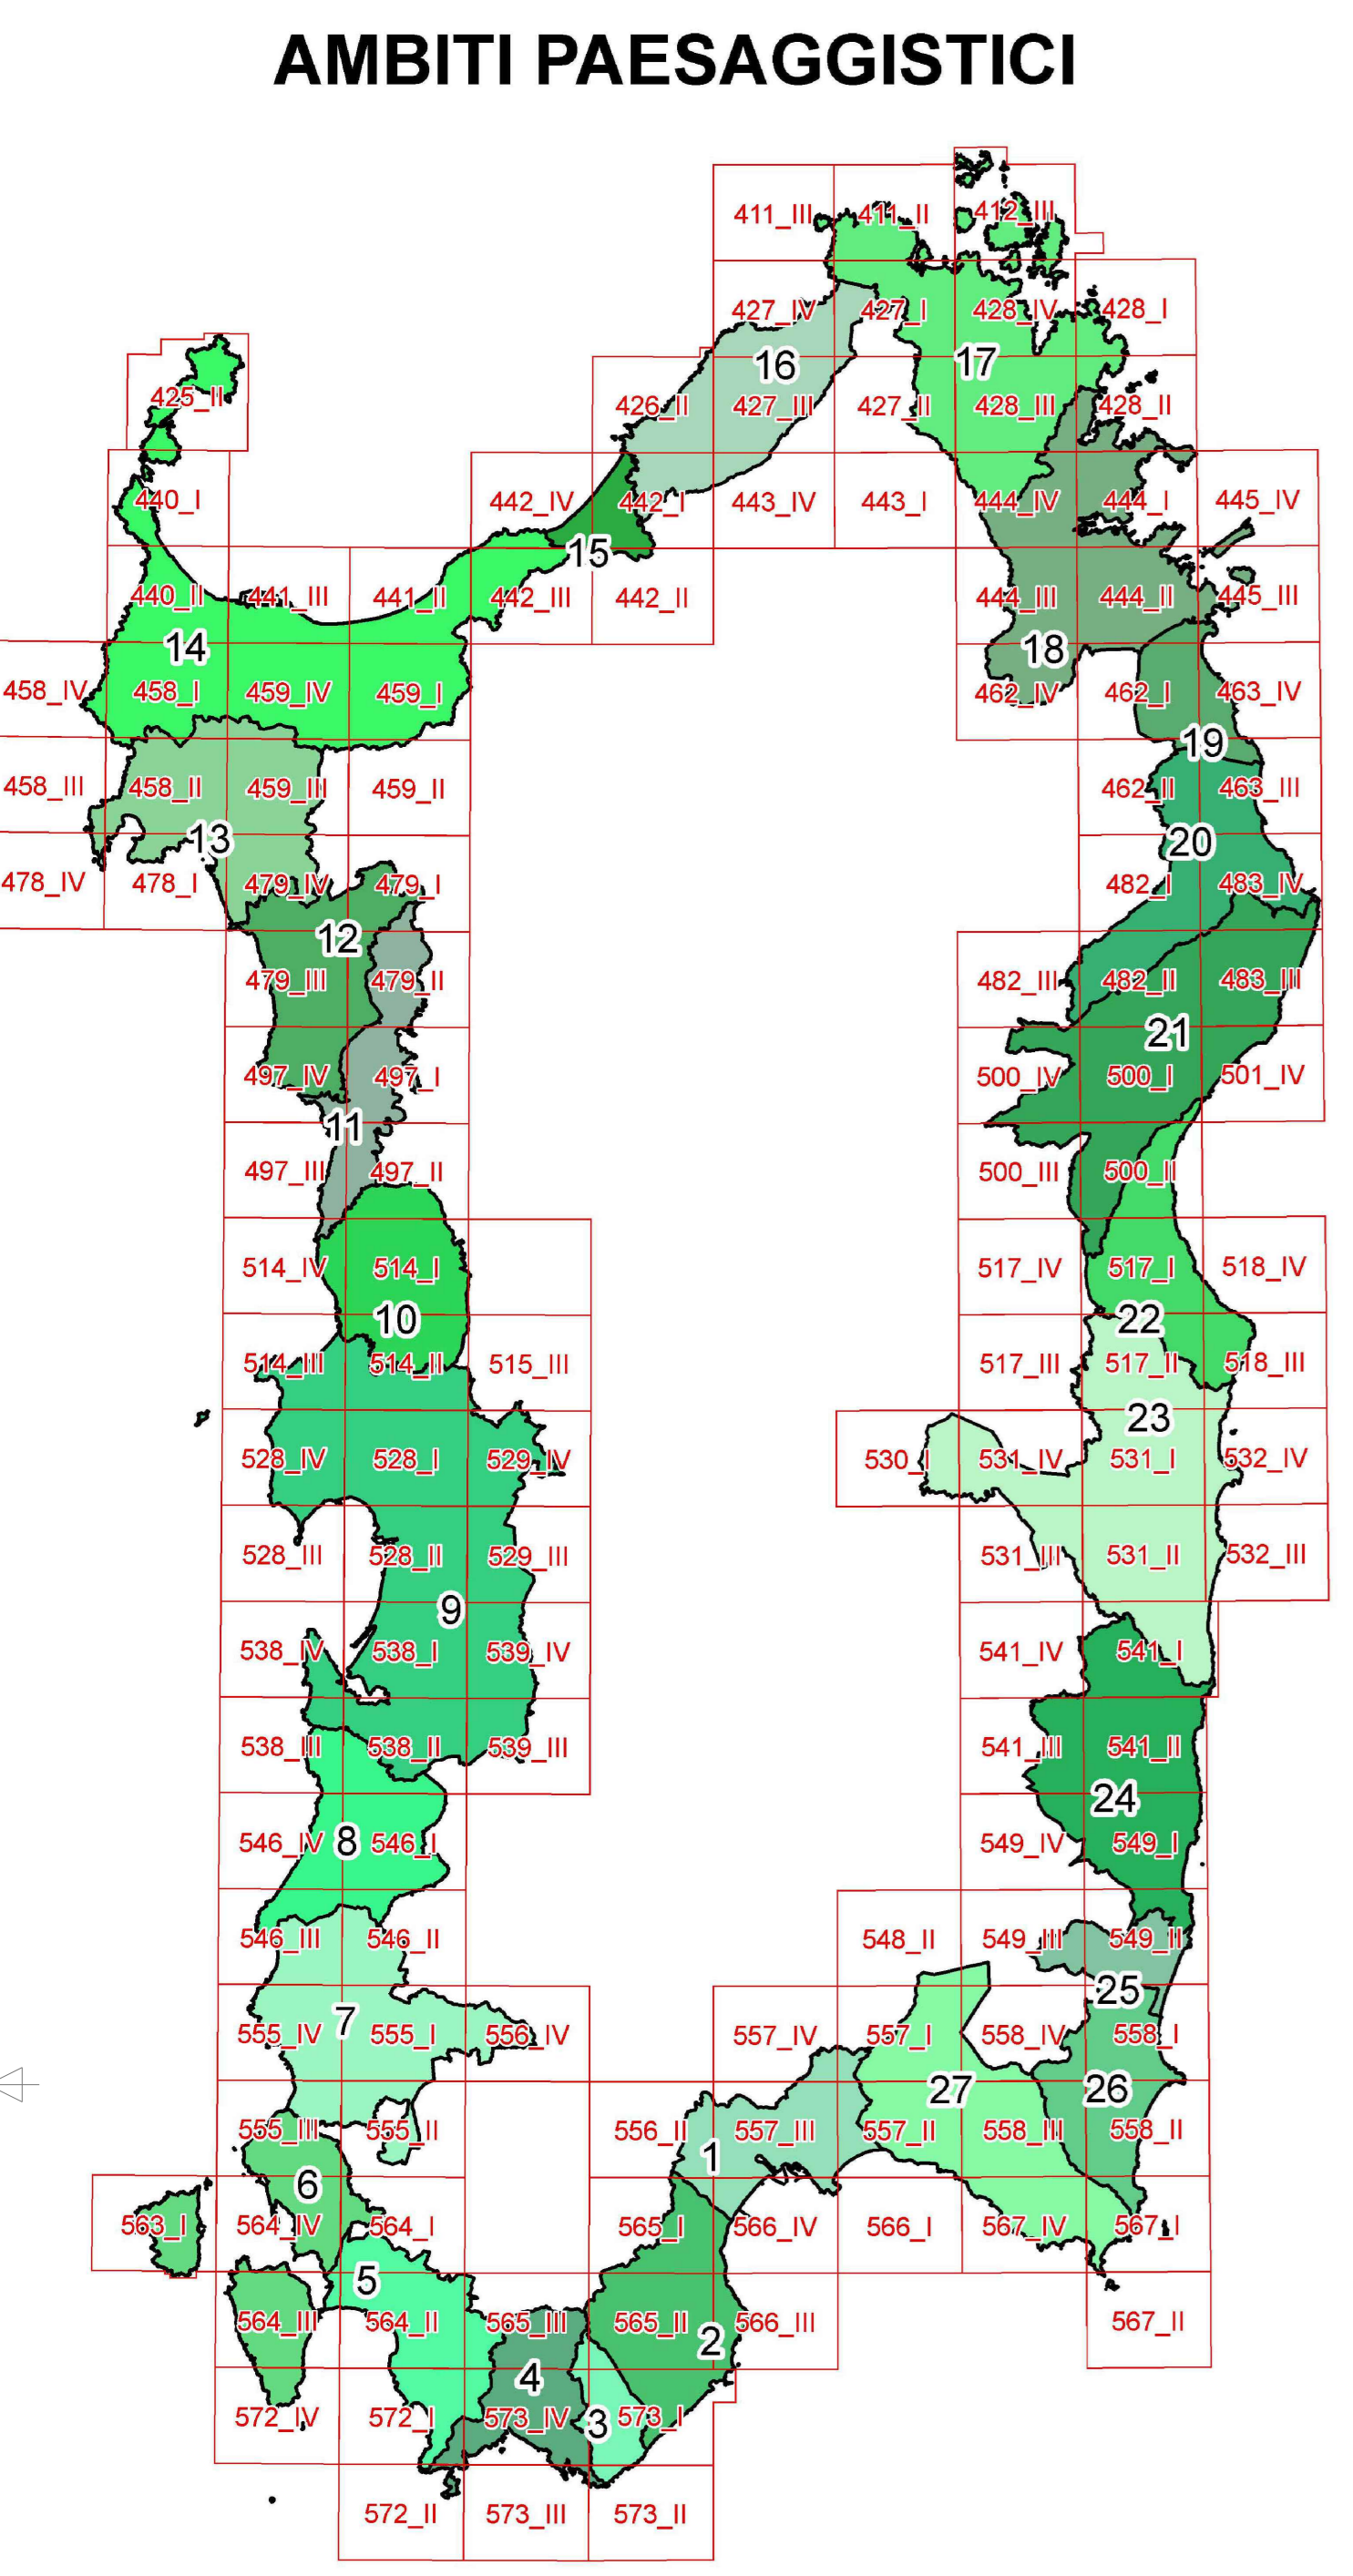 AMBITI PAESAGGISTICI
411_III 411_II 412_III
427_IV 427_I 428_IV 428_I
16 17
425_II 426_II 427_III 427_II 428_III 428_II
440_I 442_IV 442_I 443_IV 443_I 444_IV 444_I 445_IV
15
440_II 441_III 441_II 442_III 442_II 444_III 444_II 445_III
14 18
458_IV 458_I 459_IV 459_I 462_IV 462_I 463_IV
19
458_III 458_II 459_III 459_II 462_II 463_III
13 20
478_IV 478_I 479_IV 479_I 482_I 483_IV
12
479_III 479_II 482_III 482_II 483_III
21
497_IV 497_I 500_IV 500_I 501_IV
11
497_III 497_II 500_III 500_II
514_IV 514_I 517_IV 517_I 518_IV
10 22
514_III 514_II 515_III 517_III 517_II 518_III
23
528_IV 528_I 529_IV 530_I 531_IV 531_I 532_IV
528_III 528_II 529_III 531_III 531_II 532_III
9
538_IV 538_I 539_IV 541_IV 541_I
538_III 538_II 539_III 541_III 541_II
24
546_IV 8 546_I 549_IV 549_I
546_III 546_II 548_II 549_III 549_II
25
7
555_IV 555_I 556_IV 557_IV 557_I 558_IV 558_I
27 26
555_III 555_II 556_II 557_III 557_II 558_III 558_II
1
6
563_I 564_IV 564_I 565_I 566_IV 566_I 567_IV 567_I
5
564_III 564_II 565_III 565_II 566_III 567_II
2
4
572_IV 572_I 573_IV 3 573_I
572_II 573_III 573_II